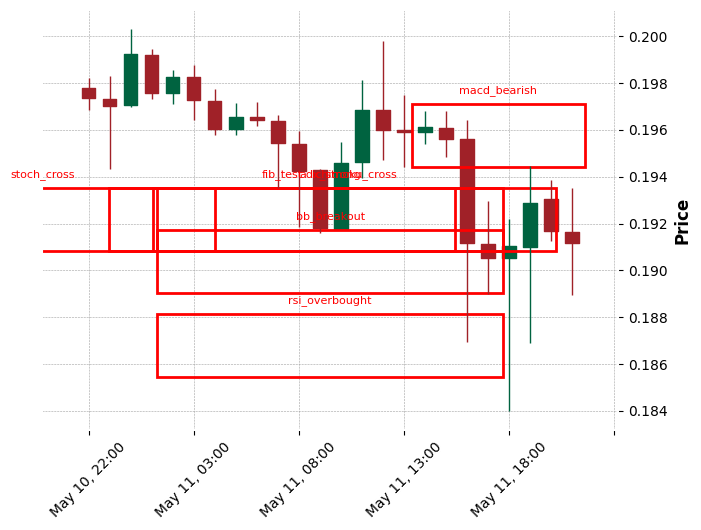 macd_bearish
stoch_cross
bb_breakout
rsi_overbought
0.200
0.198
0.196
0.194
0.192
0.190
0.188
0.186
0.184
Price
May 10, 22:00
May 11, 03:00
May 11, 08:00
May 11, 13:00
May 11, 18:00